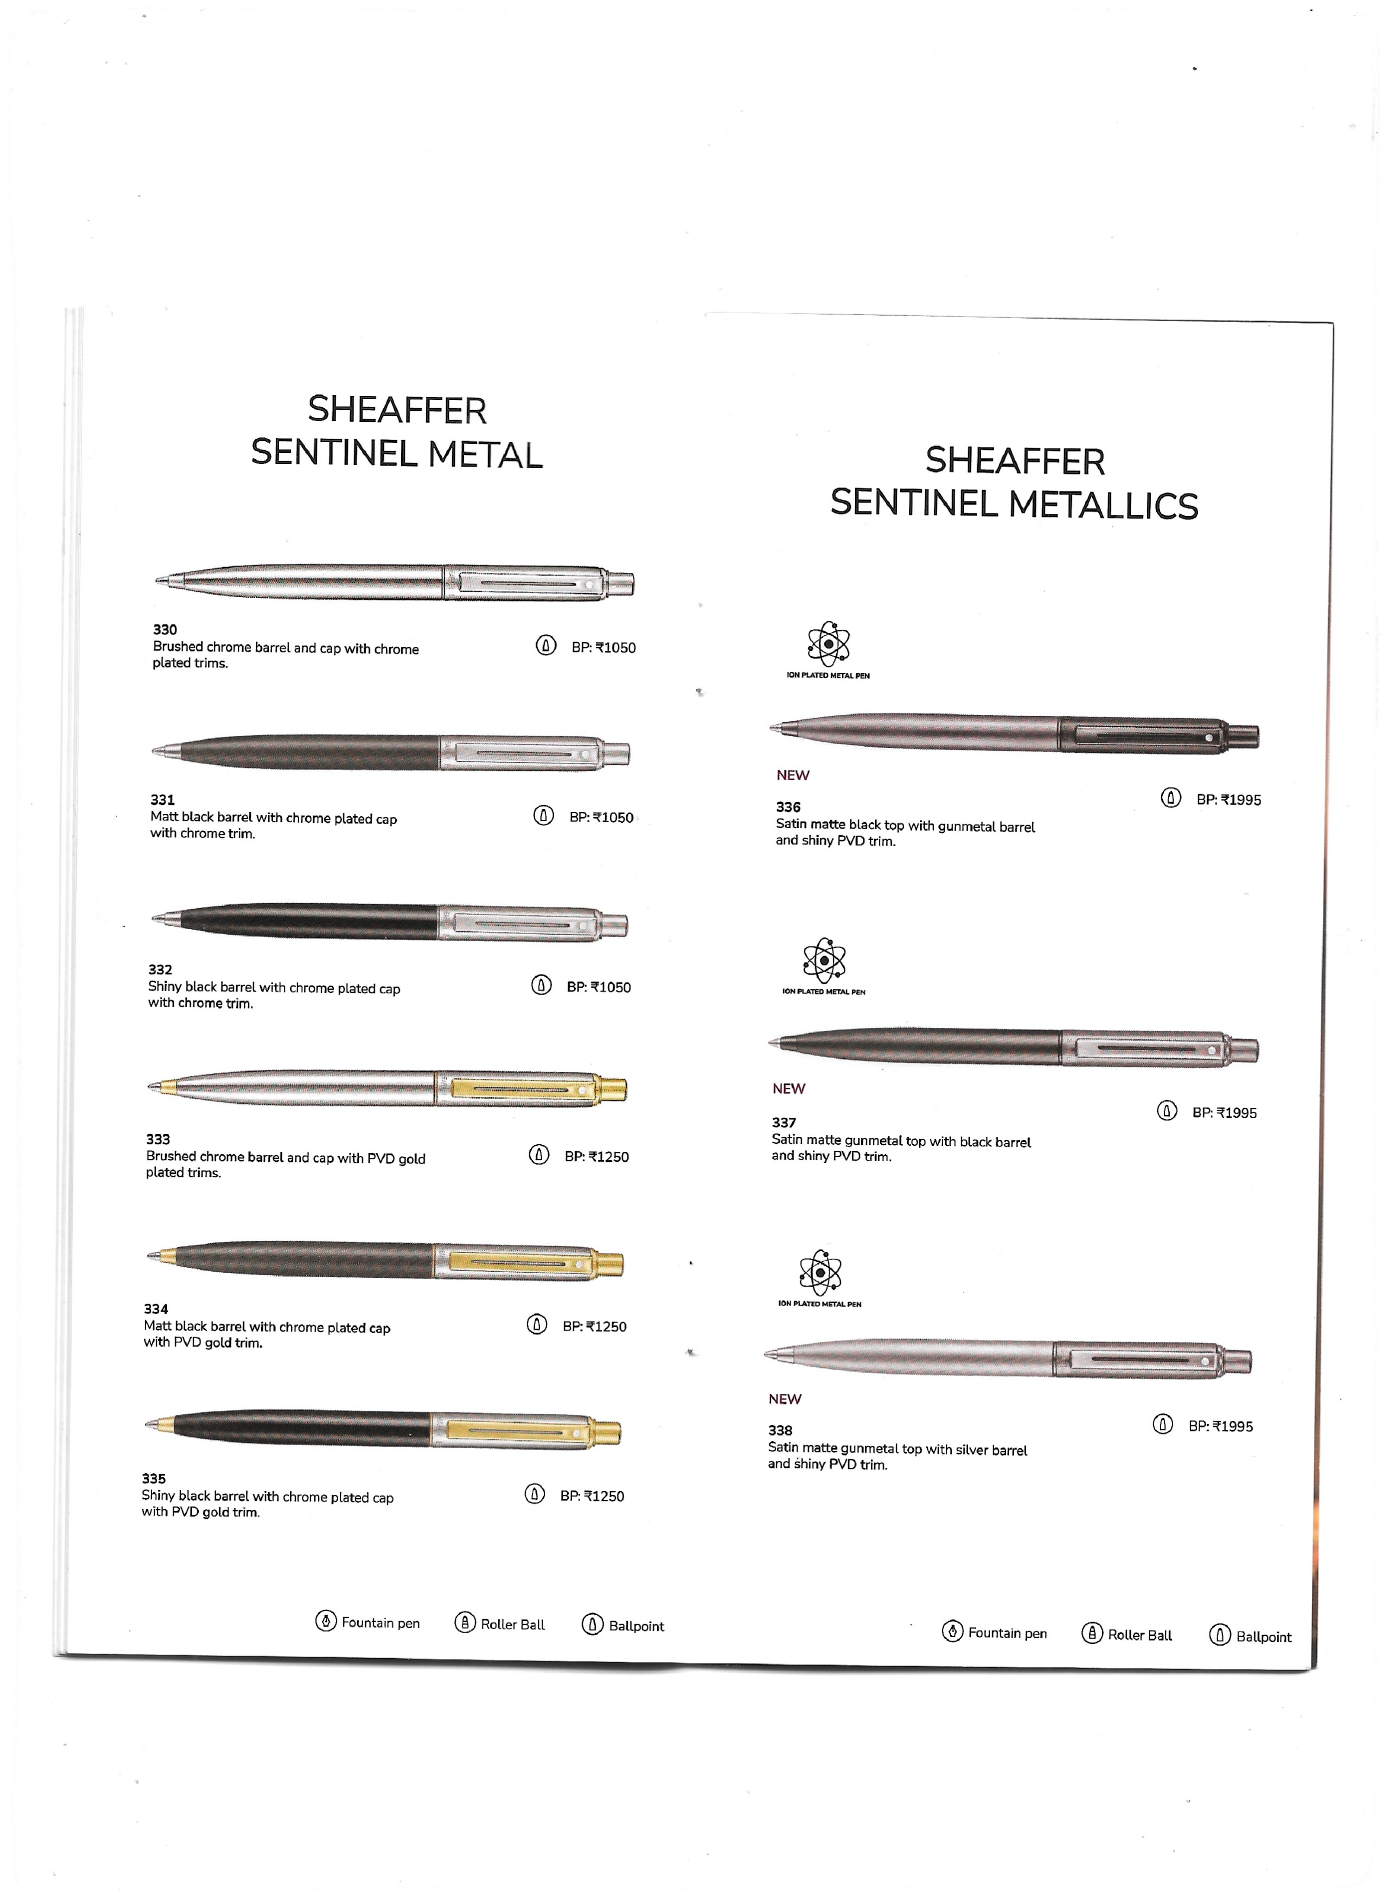 SHEAFFER
SENTINEL METAL
330
Brushed chrome barrel and cap with chrome
plated trims.
BP: ₹1050
331
Matt black barrel with chrome plated cap
with chrome trim.
BP: ₹1050
332
Shiny black barrel with chrome plated cap
with chrome trim.
BP: ₹1050
333
Brushed chrome barrel and cap with PVD gold
plated trims.
BP: ₹1250
334
Matt black barrel with chrome plated cap
with PVD gold trim.
BP: ₹1250
335
Shiny black barrel with chrome plated cap
with PVD gold trim.
BP: ₹1250
Fountain pen Roller Ball Ballpoint
SHEAFFER
SENTINEL METALLICS
ION PLATED METAL PEN
NEW
336
Satin matte black top with gunmetal barrel
and shiny PVD trim.
BP: ₹1995
ION PLATED METAL PEN
NEW
337
Satin matte gunmetal top with black barrel
and shiny PVD trim.
BP: ₹1995
ION PLATED METAL PEN
NEW
338
Satin matte gunmetal top with silver barrel
and shiny PVD trim.
BP: ₹1995
Fountain pen Roller Ball Ballpoint